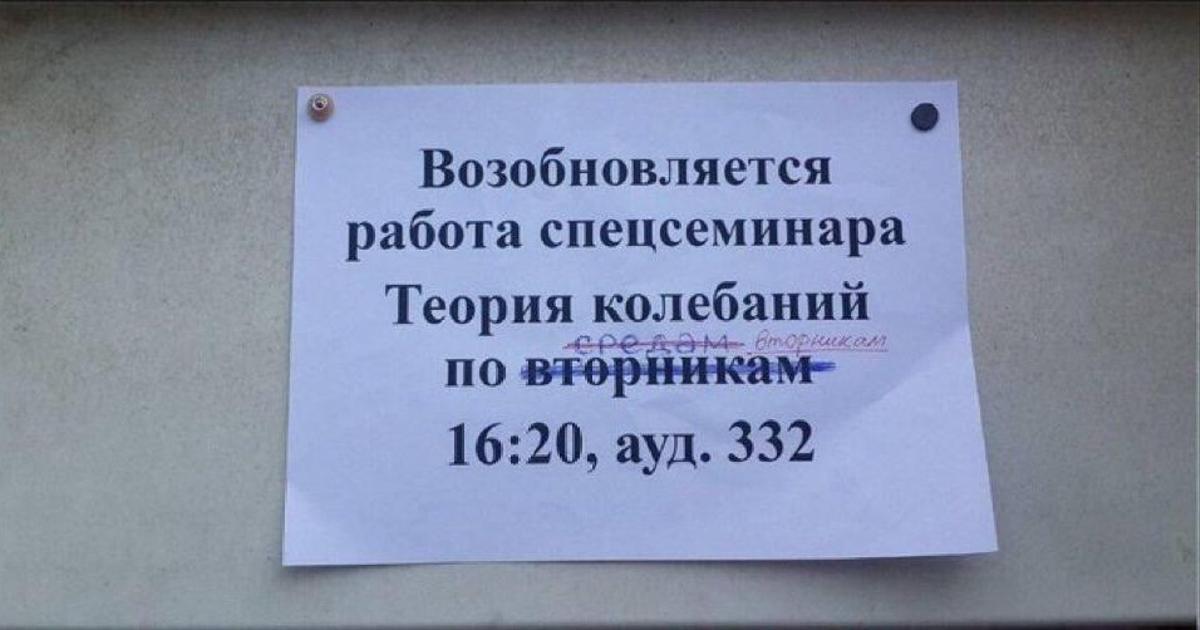 Возобновляется
работа спецсеминара
Теория колебаний
средам вторникам
по вторникам
16:20, ауд. 332